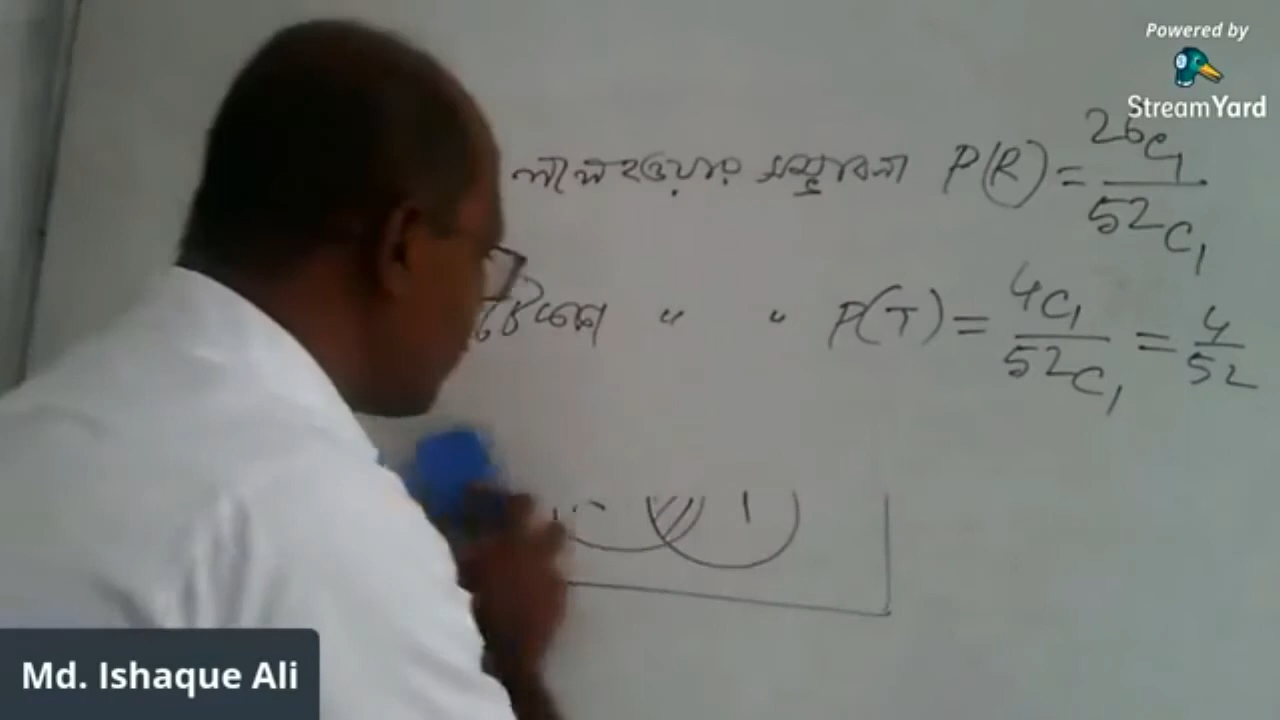 Powered by
StreamYard
লাল হওয়ার সম্ভাবনা P(R) = 26C1 / 52C1
টেক্কা " " P(T) = 4C1 / 52C1 = 4 / 52
Md. Ishaque Ali